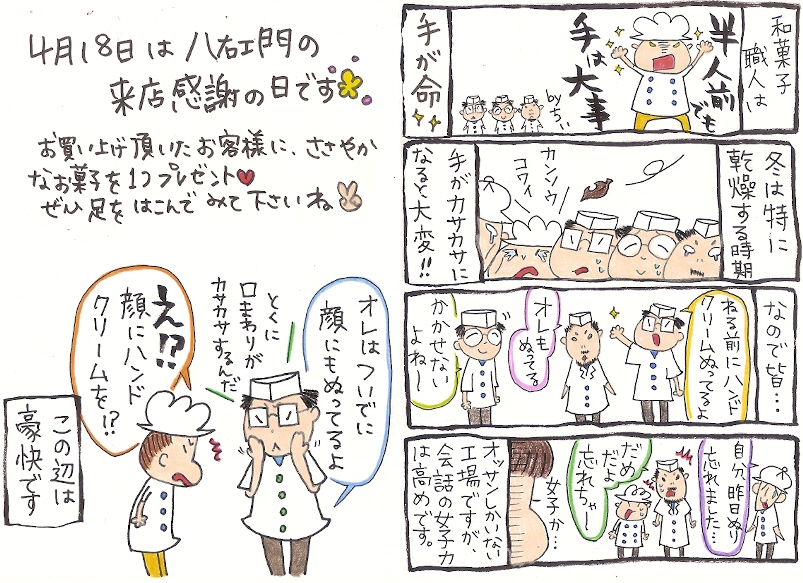 和菓子
職人は
半人前でも
手は大事
byちぃ
手が命
冬は特に
乾燥する時期
カンソウ
コワイ
手がカサカサに
なると大変!!
なので皆…
ねる前にハンド
クリームぬってるよ
オレも
ぬってる
かかせない
よねー
自分、昨日ぬり
忘れました…
だめ
だよ
忘れちゃー
女子か…
オッサンしかいない
工場ですが、
会話の女子力
は高めです。
4月18日は八右エ門の
来店感謝の日です
お買い上げ頂いたお客様に、ささやか
なお菓子を1つプレゼント♥
ぜひ足をはこんでみて下さいね
オレはついでに
顔にもぬってるよ
とくに
口まわりが
カサカサするんだ
え!?
顔にハンド
クリームを!?
この辺は
豪快です